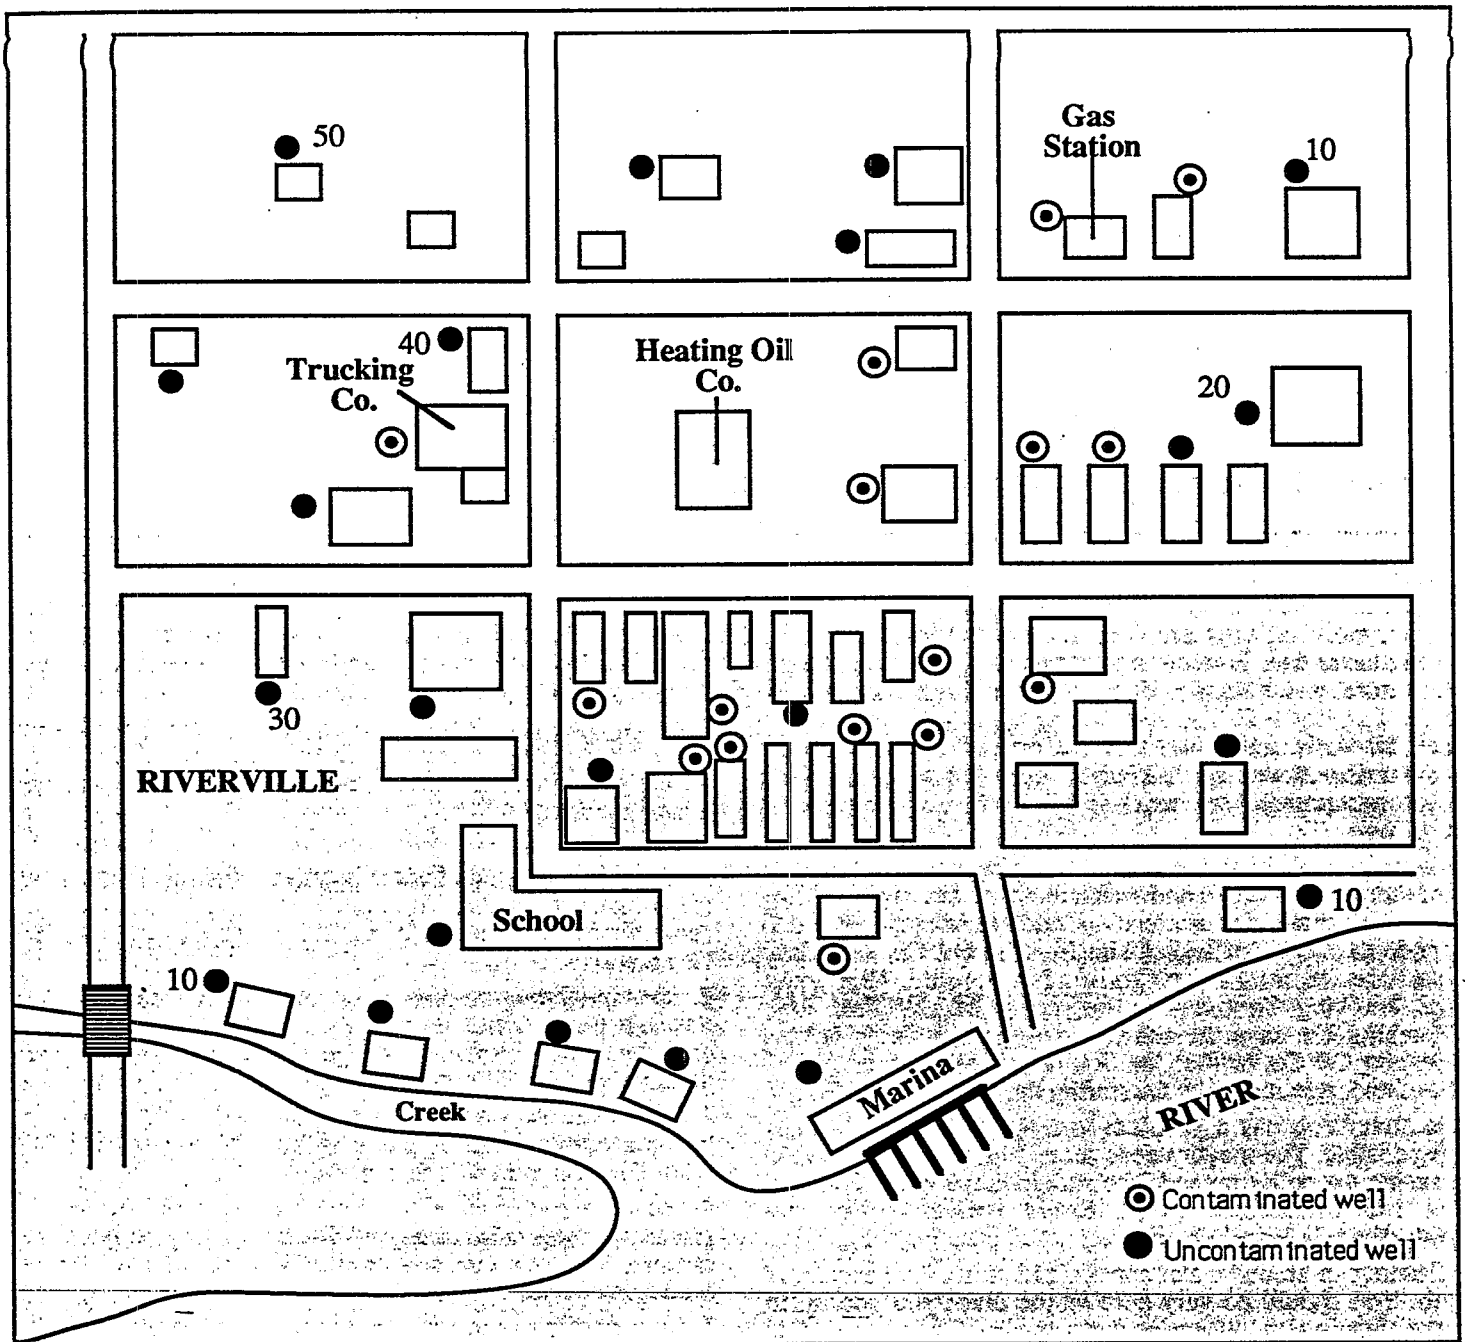 50
Gas
Station
10
40
Trucking
Co.
Heating Oil
Co.
20
30
RIVERVILLE
School
10
10
Creek
Marina
RIVER
Contaminated well
Uncontaminated well